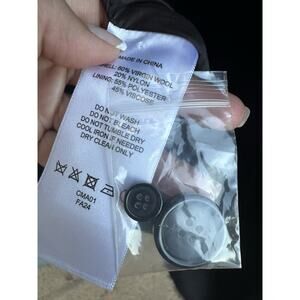 MADE IN CHINA
SHELL: 80% VIRGIN WOOL
20% NYLON
LINING: 55% POLYESTER
45% VISCOSE
DO NOT WASH
DO NOT BLEACH
DO NOT TUMBLE DRY
COOL IRON IF NEEDED
DRY CLEAN ONLY
CMA01
FA24